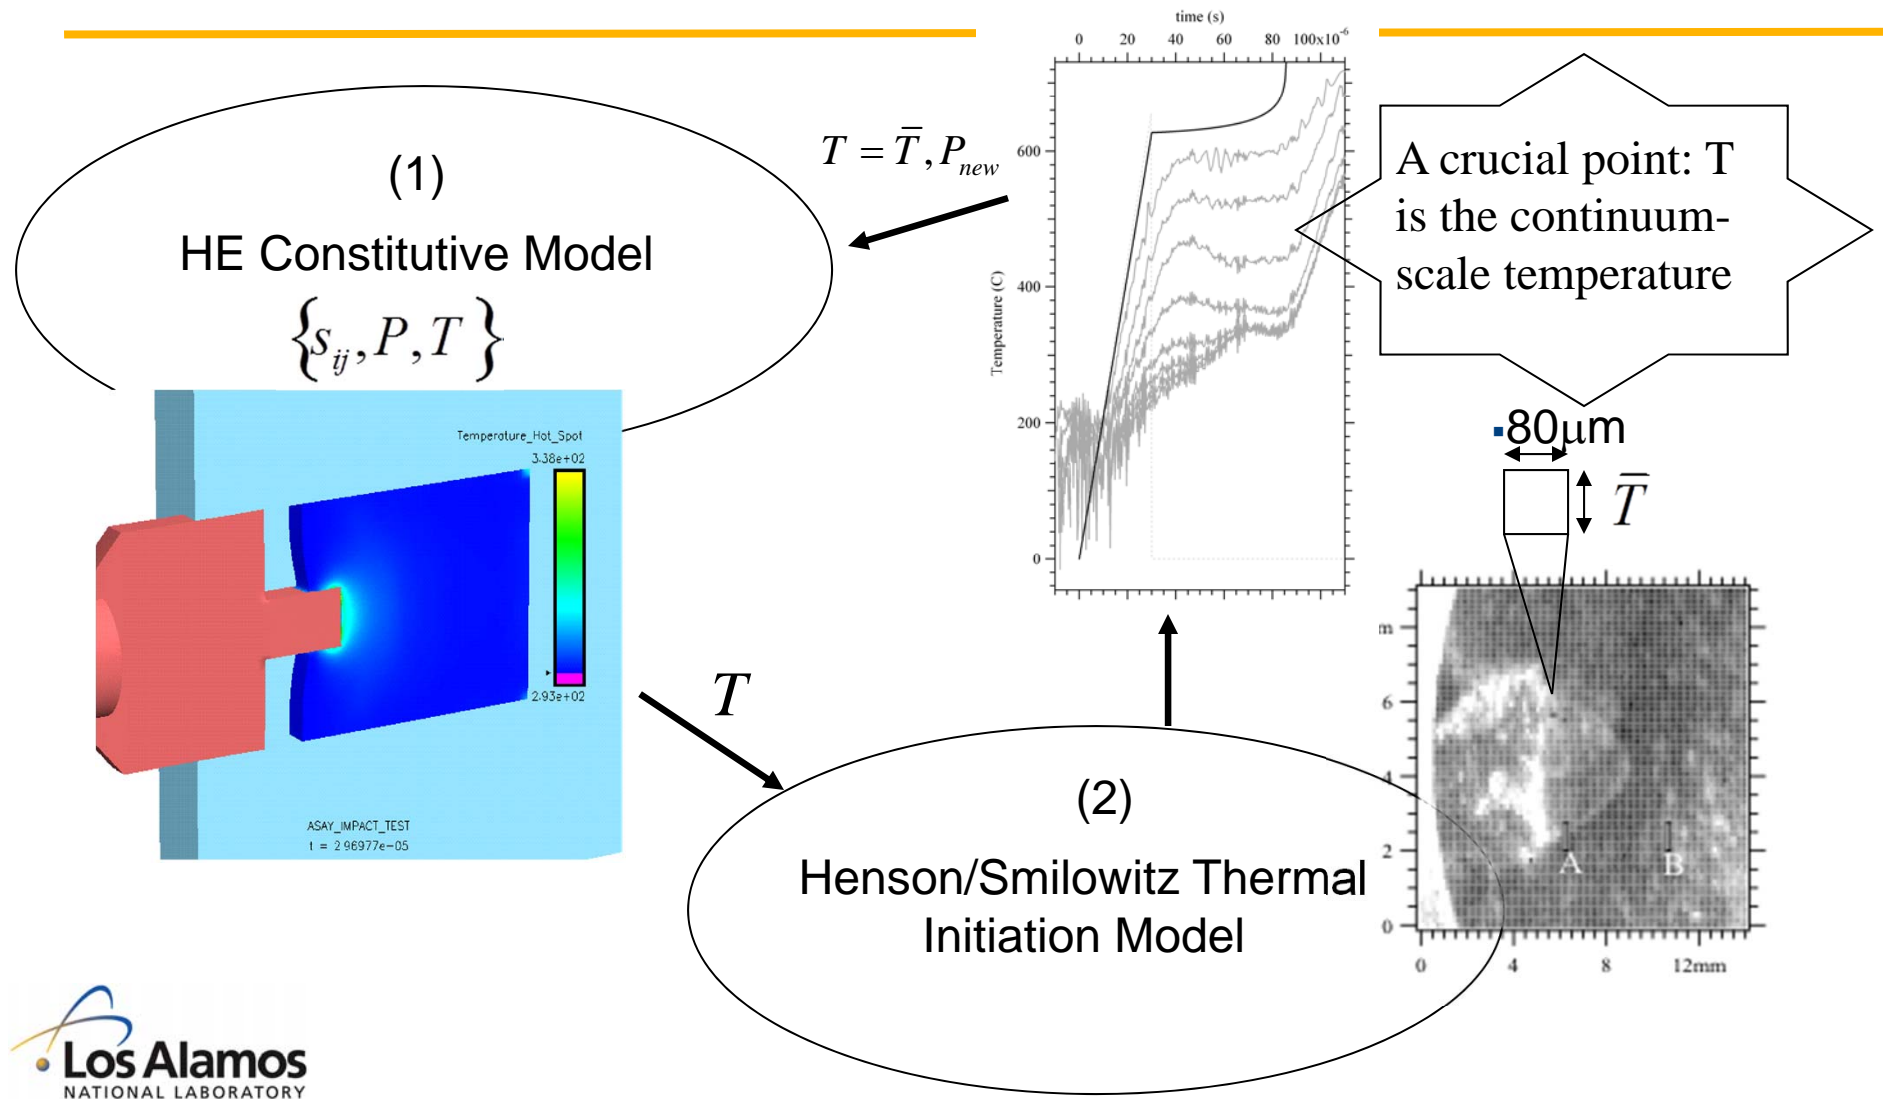 time (s)
0 20 40 60 80 100x10⁻⁶
T = T̅, P_new
600
400
200
0
Temperature (C)
A crucial point: T
is the continuum-
scale temperature
(1)
HE Constitutive Model
{s_ij, P, T}
Temperature_Hot_Spot
3.38e+02
2.93e+02
ASAY_IMPACT_TEST
t = 2.96977e-05
T
▪80μm
T̅
(2)
Henson/Smilowitz Thermal
Initiation Model
m
6
4
2
0
A B
0 4 8 12mm
Los Alamos
NATIONAL LABORATORY